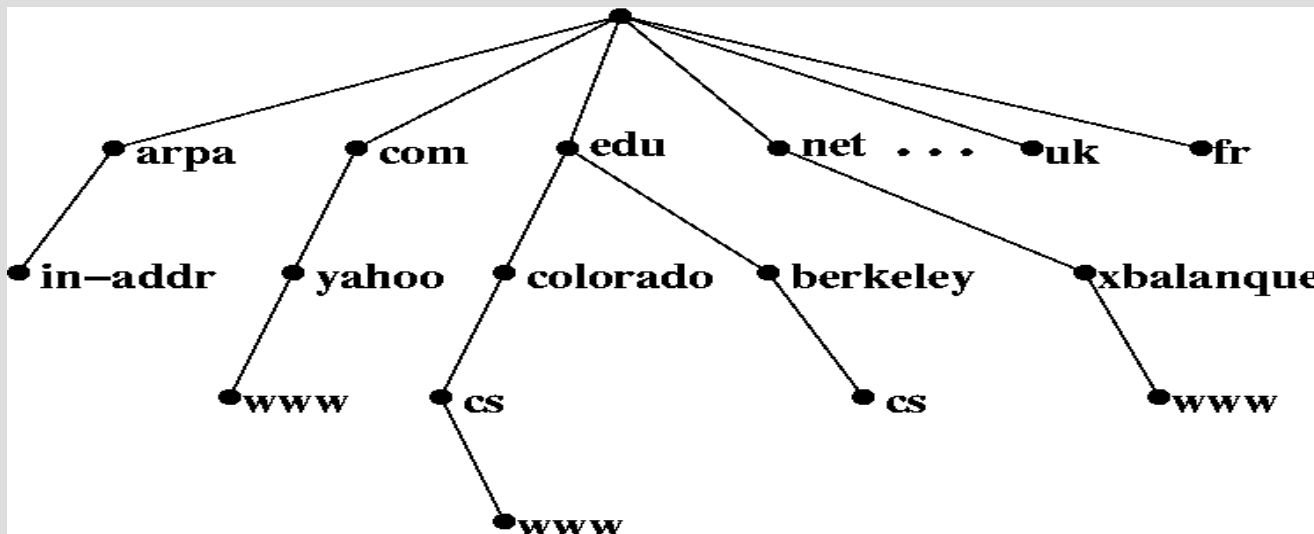 arpa com edu net . . . uk fr
in-addr yahoo colorado berkeley xbalanque
www cs cs www
www